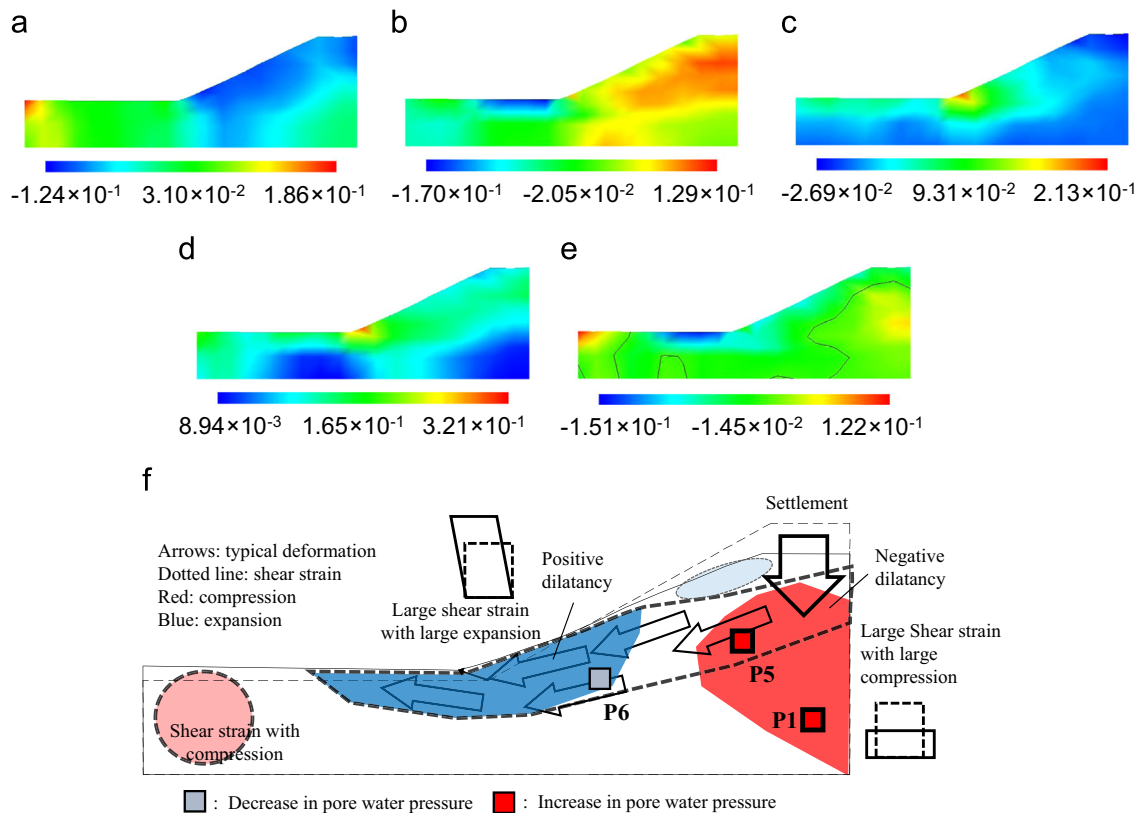 a
b
c
-1.24×10⁻¹ 3.10×10⁻² 1.86×10⁻¹
-1.70×10⁻¹ -2.05×10⁻² 1.29×10⁻¹
-2.69×10⁻² 9.31×10⁻² 2.13×10⁻¹
d
e
8.94×10⁻³ 1.65×10⁻¹ 3.21×10⁻¹
-1.51×10⁻¹ -1.45×10⁻² 1.22×10⁻¹
f
Arrows: typical deformation
Dotted line: shear strain
Red: compression
Blue: expansion
Large shear strain
with large expansion
Positive
dilatancy
Settlement
Negative
dilatancy
Large Shear strain
with large
compression
P5
P6
P1
Shear strain with
compression
: Decrease in pore water pressure
: Increase in pore water pressure